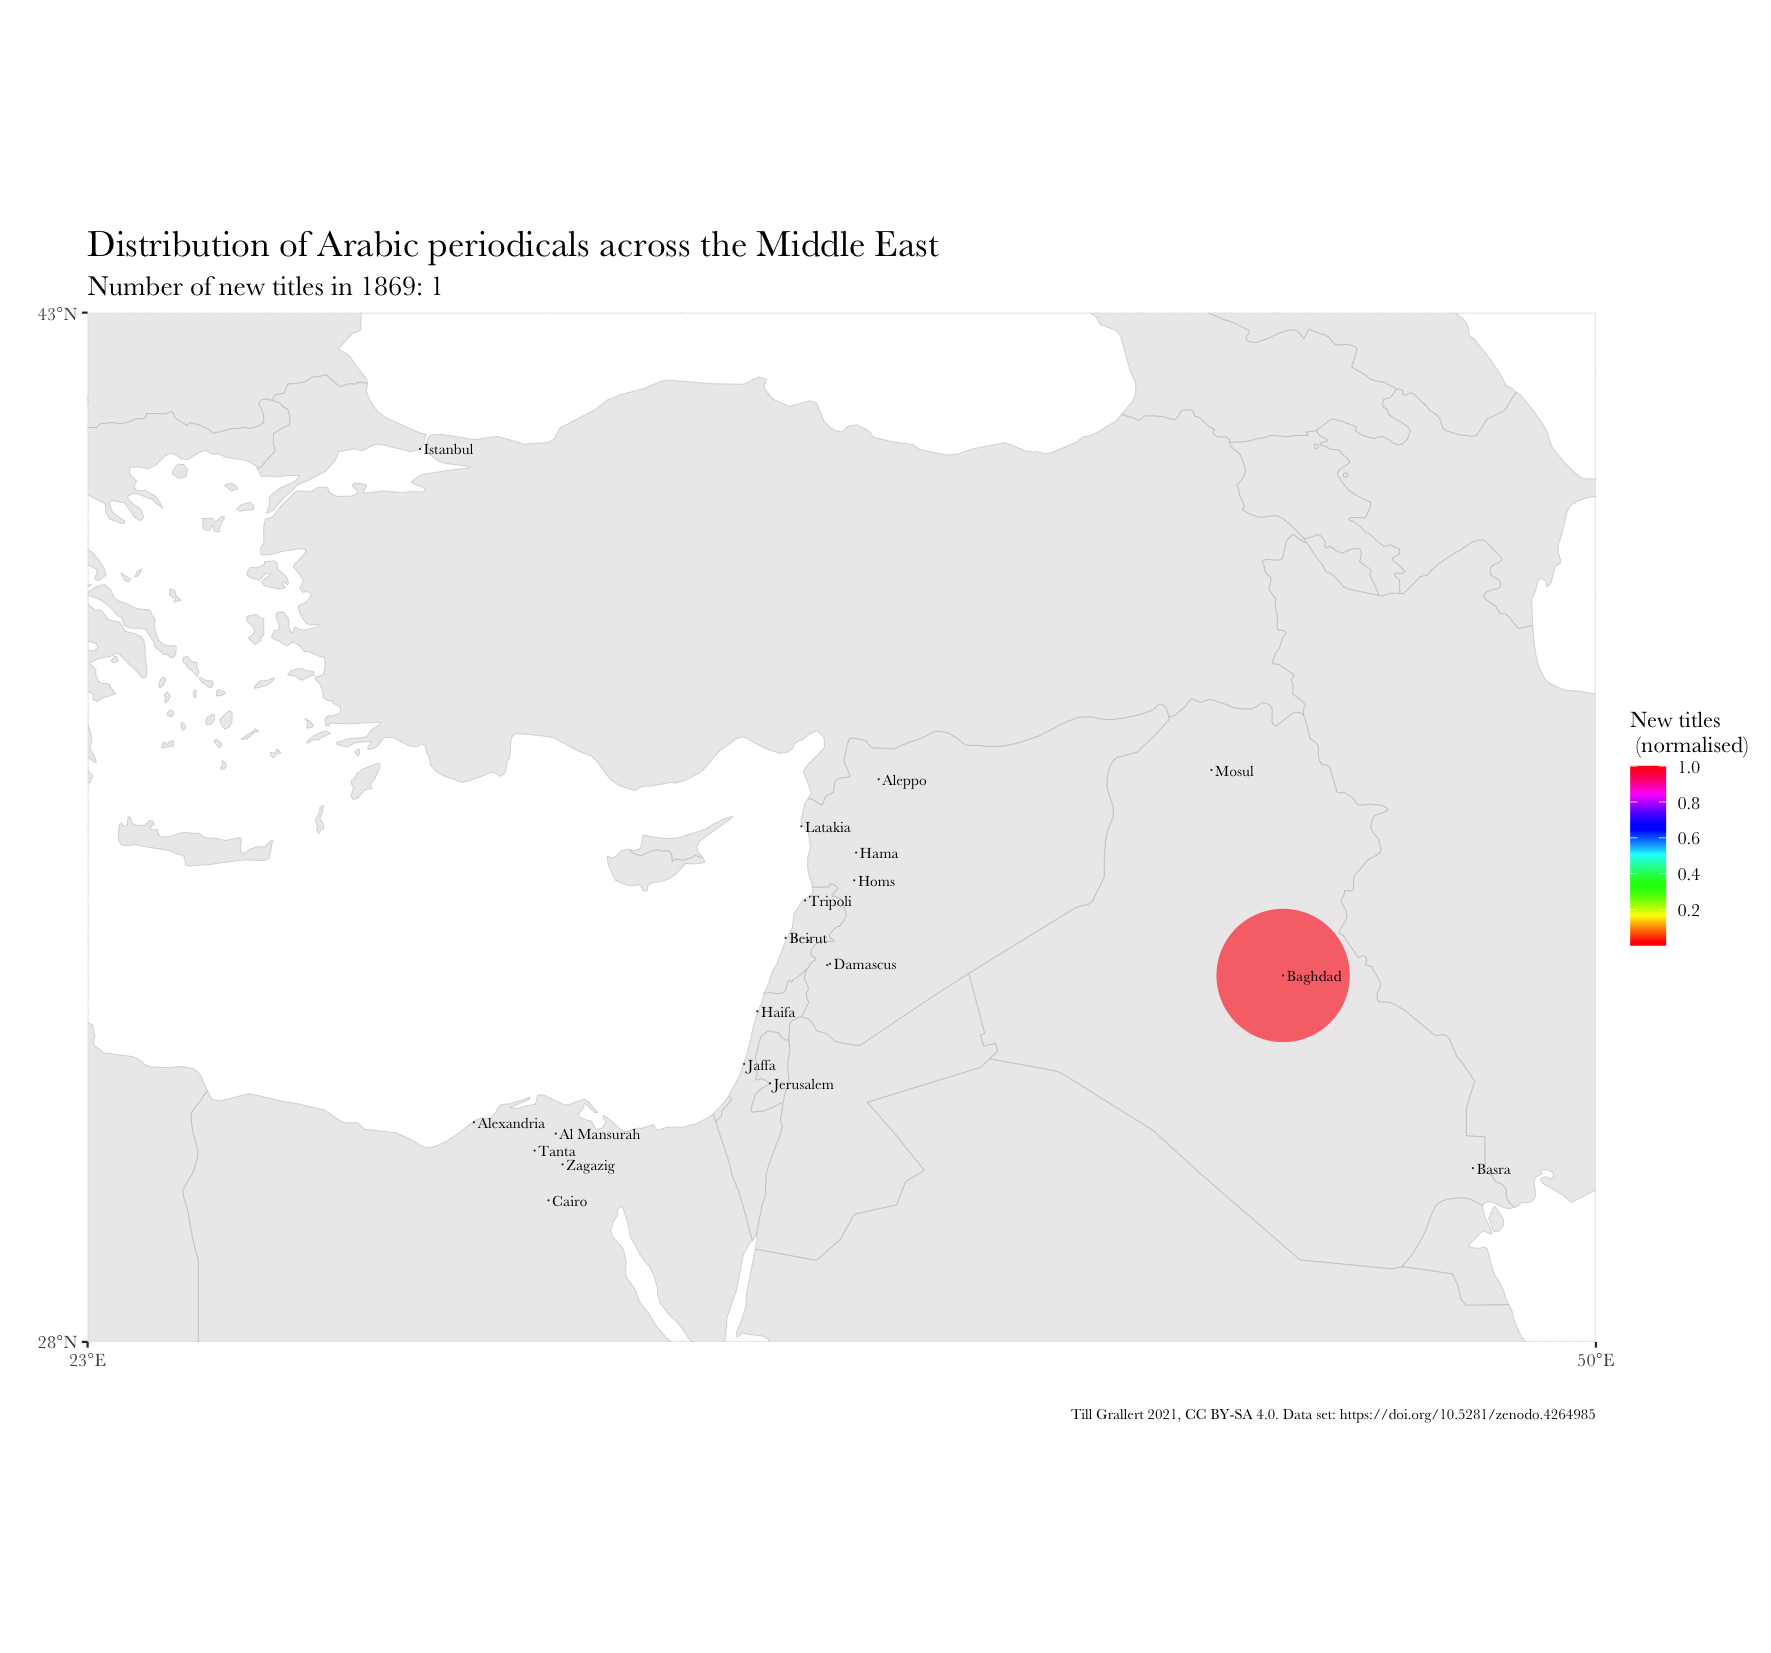 Distribution of Arabic periodicals across the Middle East
Number of new titles in 1869: 1
43°N
Istanbul
New titles
(normalised)
1.0
0.8
0.6
0.4
0.2
Mosul
Aleppo
Latakia
Hama
Homs
Tripoli
Beirut
Damascus
Baghdad
Haifa
Jaffa
Jerusalem
Alexandria
Al Mansurah
Tanta
Zagazig
Basra
Cairo
28°N
23°E
50°E
Till Grallert 2021, CC BY-SA 4.0. Data set: https://doi.org/10.5281/zenodo.4264985